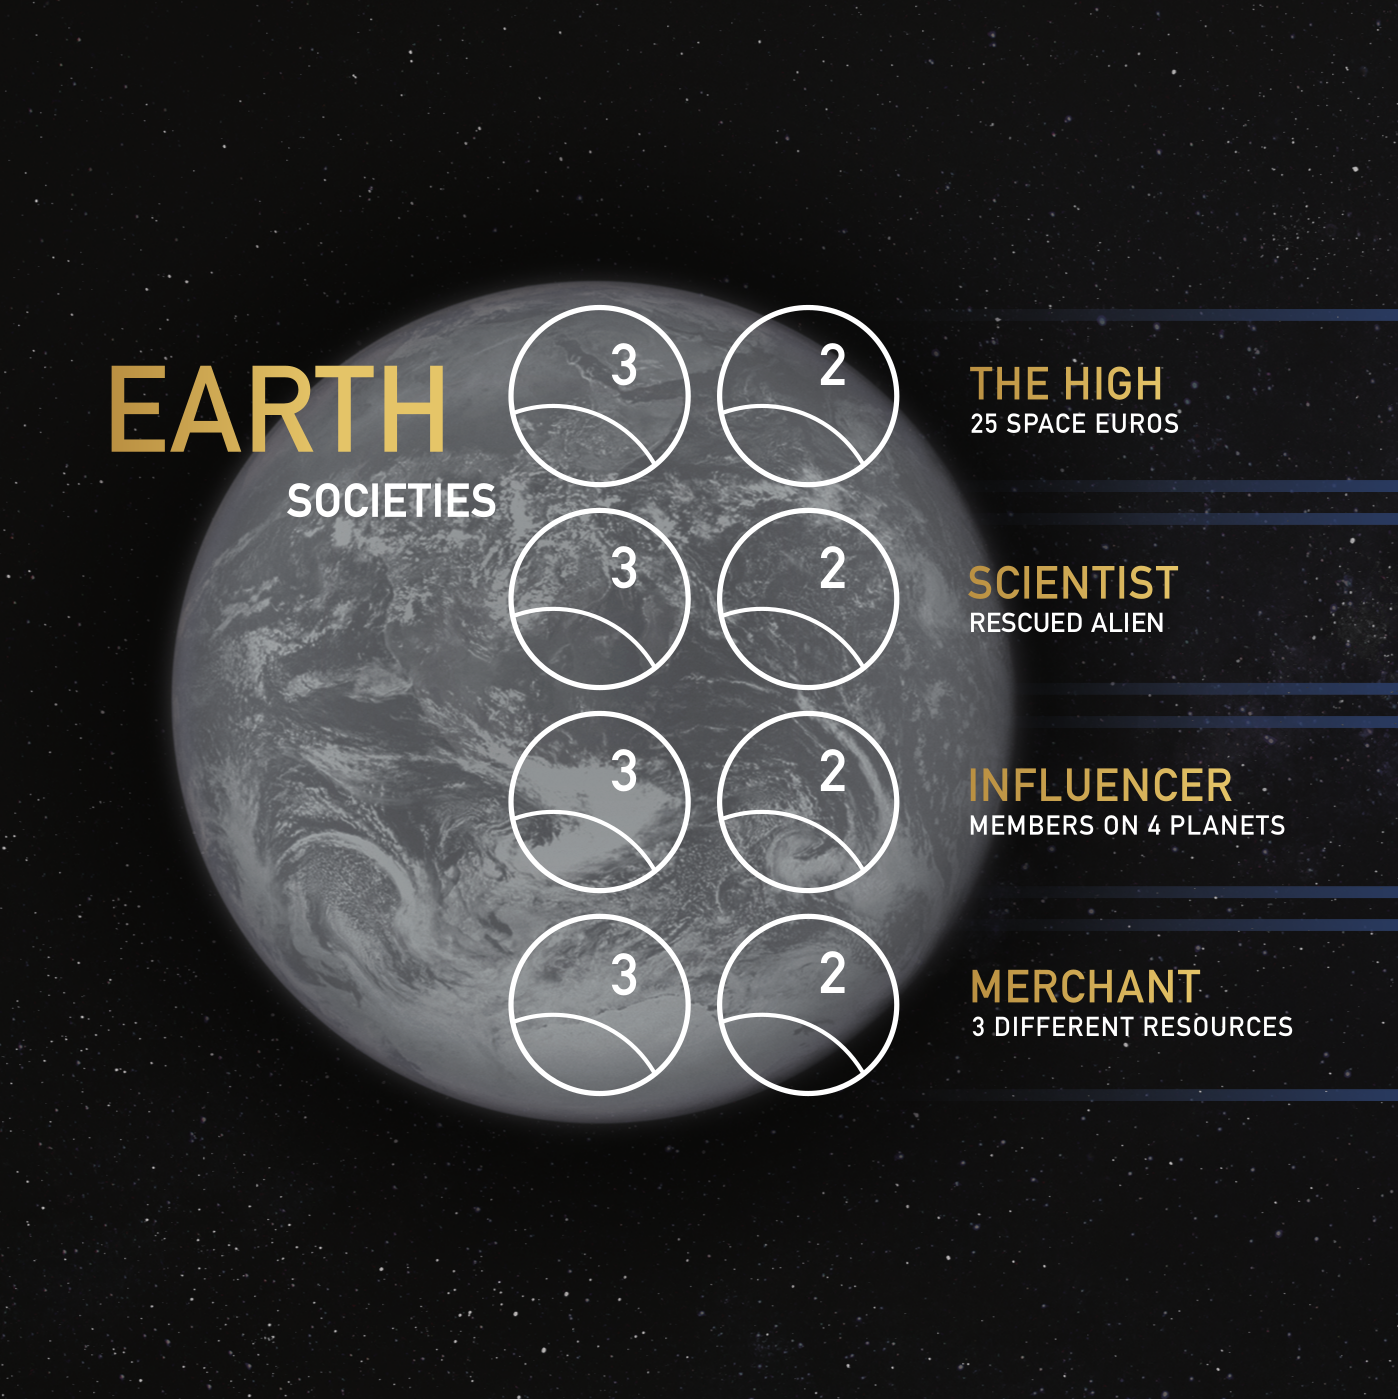 EARTH
SOCIETIES
3 2
THE HIGH
25 SPACE EUROS
3 2
SCIENTIST
RESCUED ALIEN
3 2
INFLUENCER
MEMBERS ON 4 PLANETS
3 2
MERCHANT
3 DIFFERENT RESOURCES